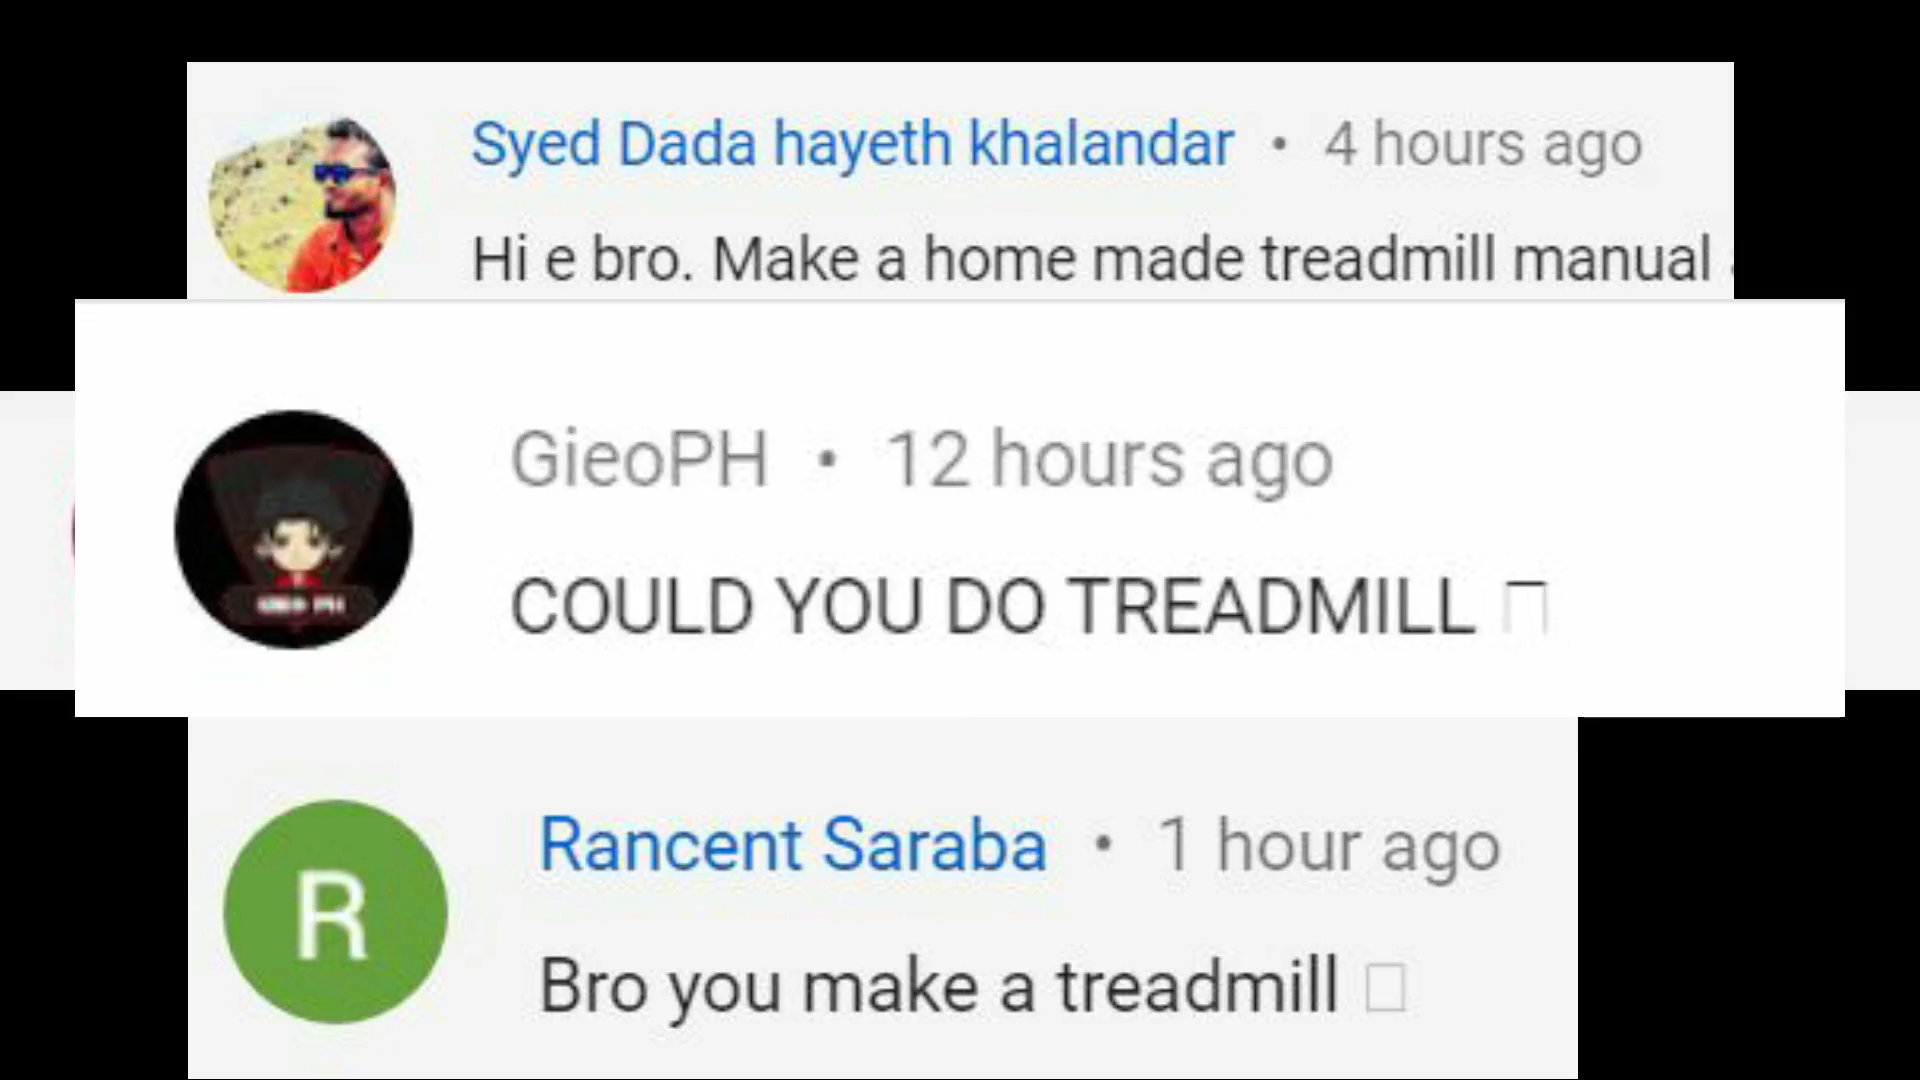 Syed Dada hayeth khalandar • 4 hours ago
Hi e bro. Make a home made treadmill manual
GieoPH • 12 hours ago
COULD YOU DO TREADMILL
R
Rancent Saraba • 1 hour ago
Bro you make a treadmill